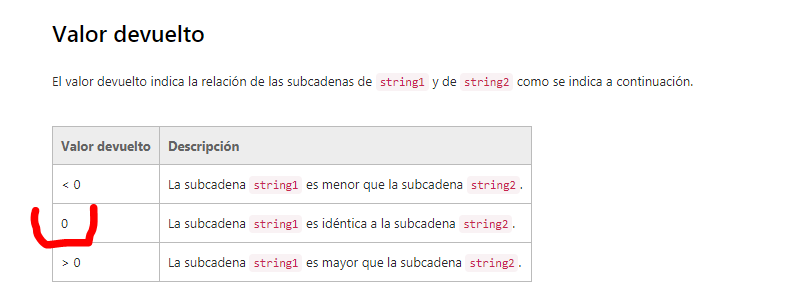 Valor devuelto
El valor devuelto indica la relación de las subcadenas de string1 y de string2 como se indica a continuación.
Valor devuelto Descripción
< 0 La subcadena string1 es menor que la subcadena string2.
0 La subcadena string1 es idéntica a la subcadena string2.
> 0 La subcadena string1 es mayor que la subcadena string2.